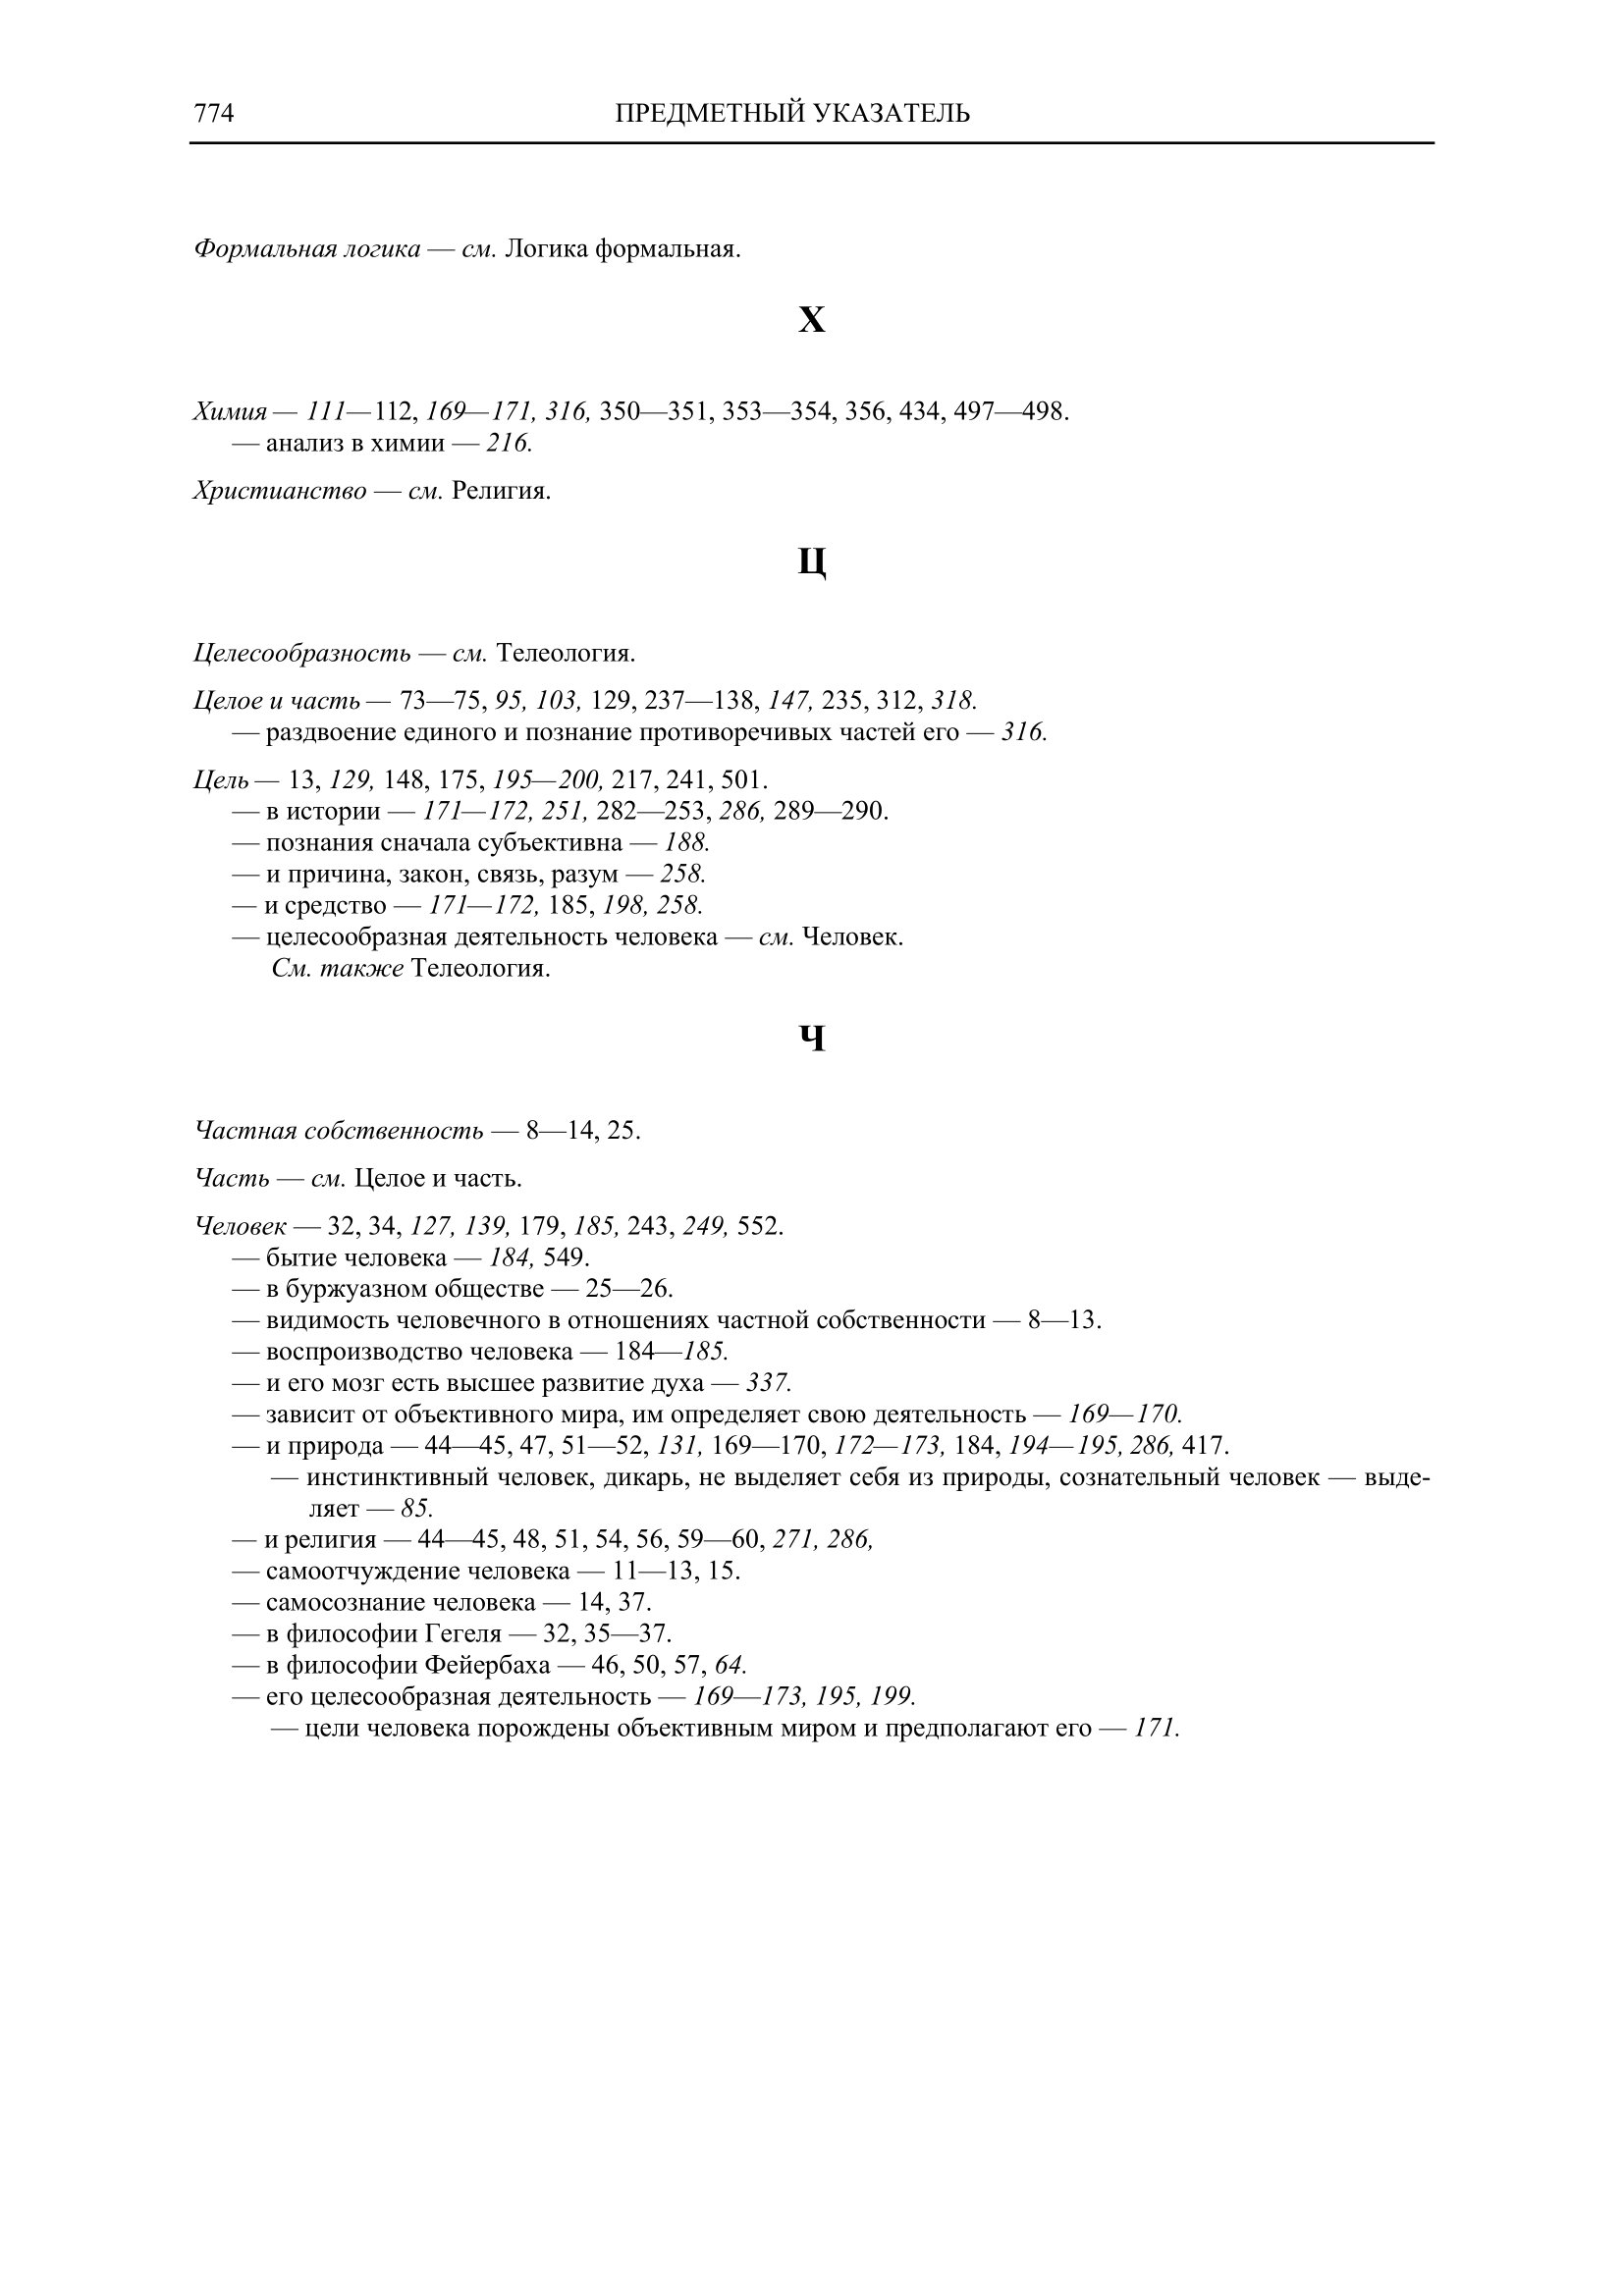 774
ПРЕДМЕТНЫЙ УКАЗАТЕЛЬ
Формальная логика — см. Логика формальная.
Х
Химия — 111—112, 169—171, 316, 350—351, 353—354, 356, 434, 497—498.
— анализ в химии — 216.
Христианство — см. Религия.
Ц
Целесообразность — см. Телеология.
Целое и часть — 73—75, 95, 103, 129, 237—138, 147, 235, 312, 318.
— раздвоение единого и познание противоречивых частей его — 316.
Цель — 13, 129, 148, 175, 195—200, 217, 241, 501.
— в истории — 171—172, 251, 282—253, 286, 289—290.
— познания сначала субъективна — 188.
— и причина, закон, связь, разум — 258.
— и средство — 171—172, 185, 198, 258.
— целесообразная деятельность человека — см. Человек.
См. также Телеология.
Ч
Частная собственность — 8—14, 25.
Часть — см. Целое и часть.
Человек — 32, 34, 127, 139, 179, 185, 243, 249, 552.
— бытие человека — 184, 549.
— в буржуазном обществе — 25—26.
— видимость человечного в отношениях частной собственности — 8—13.
— воспроизводство человека — 184—185.
— и его мозг есть высшее развитие духа — 337.
— зависит от объективного мира, им определяет свою деятельность — 169—170.
— и природа — 44—45, 47, 51—52, 131, 169—170, 172—173, 184, 194—195, 286, 417.
— инстинктивный человек, дикарь, не выделяет себя из природы, сознательный человек — выде-
ляет — 85.
— и религия — 44—45, 48, 51, 54, 56, 59—60, 271, 286,
— самоотчуждение человека — 11—13, 15.
— самосознание человека — 14, 37.
— в философии Гегеля — 32, 35—37.
— в философии Фейербаха — 46, 50, 57, 64.
— его целесообразная деятельность — 169—173, 195, 199.
— цели человека порождены объективным миром и предполагают его — 171.